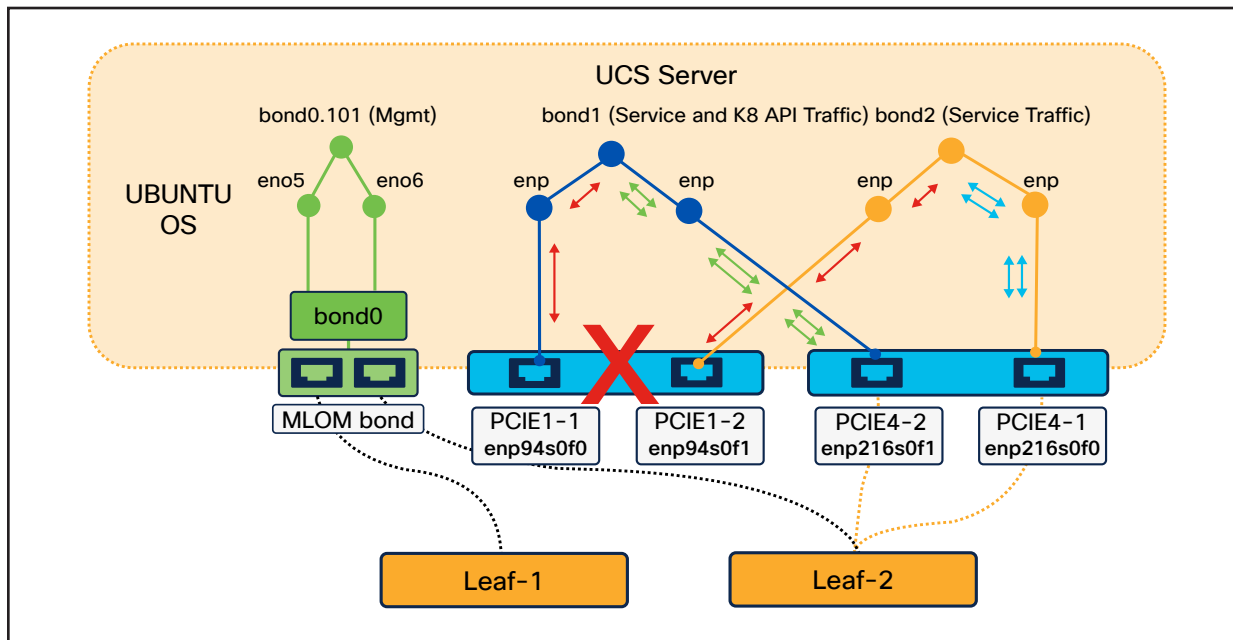 UCS Server
bond0.101 (Mgmt)
bond1 (Service and K8 API Traffic) bond2 (Service Traffic)
eno5
eno6
enp
enp
enp
enp
UBUNTU
OS
bond0
MLOM bond
PCIE1-1
enp94s0f0
PCIE1-2
enp94s0f1
PCIE4-2
enp216s0f1
PCIE4-1
enp216s0f0
Leaf-1
Leaf-2